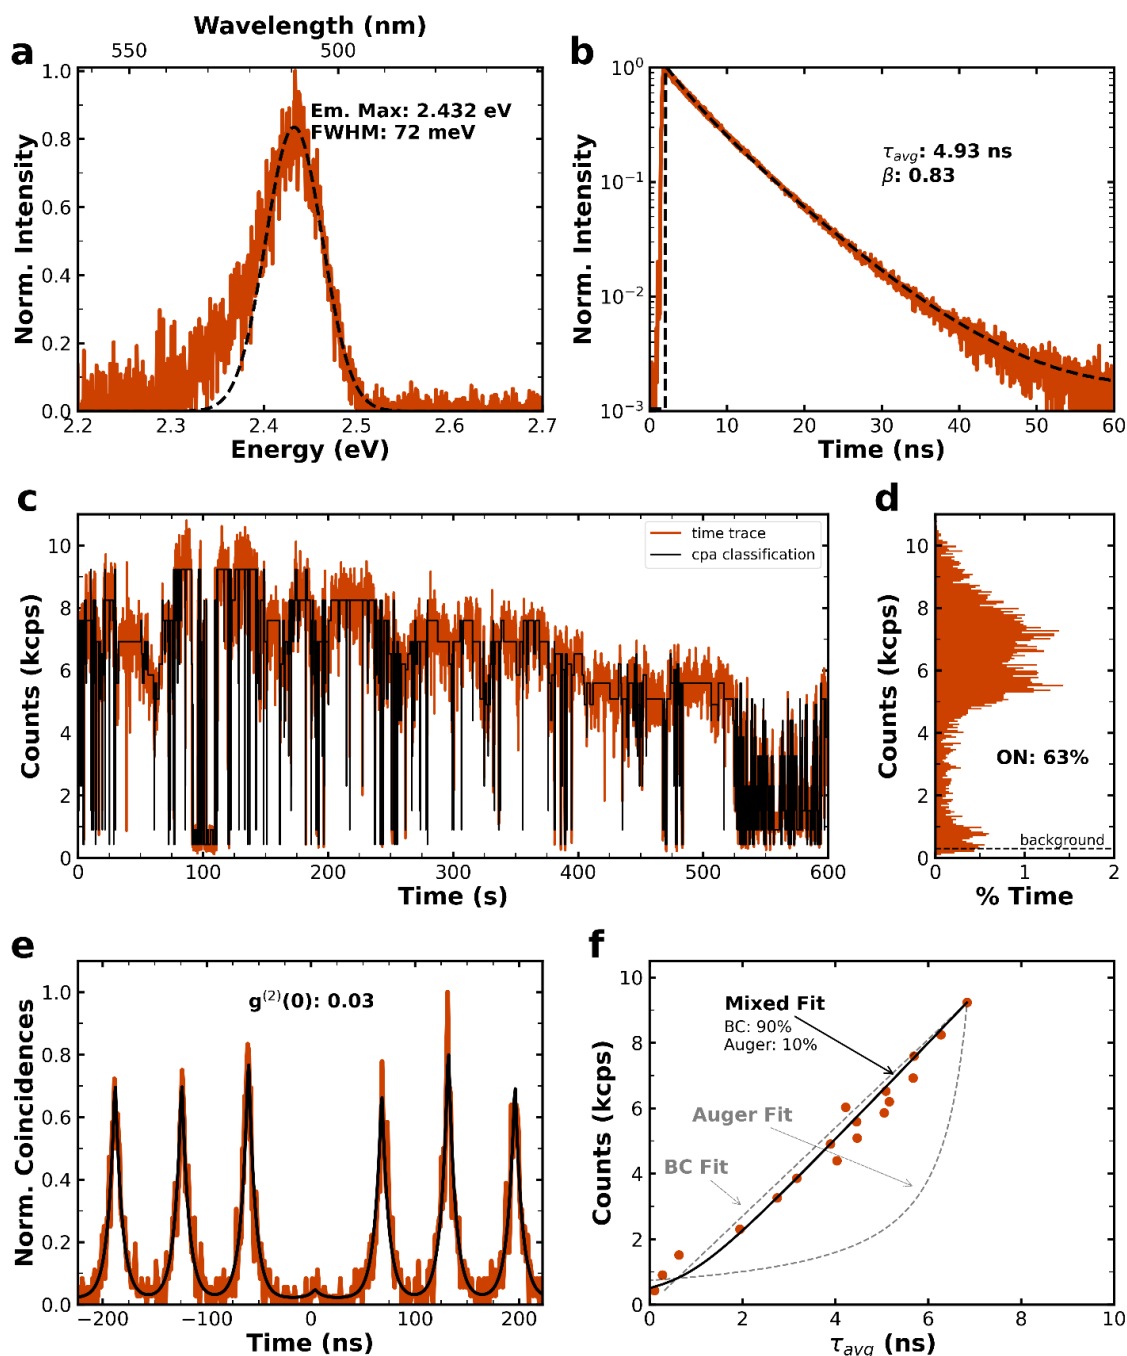 Wavelength (nm)
a
550 500
1.0
0.8
0.6
0.4
0.2
0.0
Norm. Intensity
Em. Max: 2.432 eV
FWHM: 72 meV
2.2 2.3 2.4 2.5 2.6 2.7
Energy (eV)
b
10⁰
10⁻¹
10⁻²
10⁻³
Norm. Intensity
τavg: 4.93 ns
β: 0.83
0 10 20 30 40 50 60
Time (ns)
c
10
8
6
4
2
0
Counts (kcps)
time trace
cpa classification
0 100 200 300 400 500 600
Time (s)
d
10
8
6
4
2
0
Counts (kcps)
ON: 63%
background
0 1 2
% Time
e
1.0
0.8
0.6
0.4
0.2
0.0
Norm. Coincidences
g⁽²⁾(0): 0.03
−200 −100 0 100 200
Time (ns)
f
10
8
6
4
2
0
Counts (kcps)
Mixed Fit
BC: 90%
Auger: 10%
Auger Fit
BC Fit
0 2 4 6 8 10
τavg (ns)